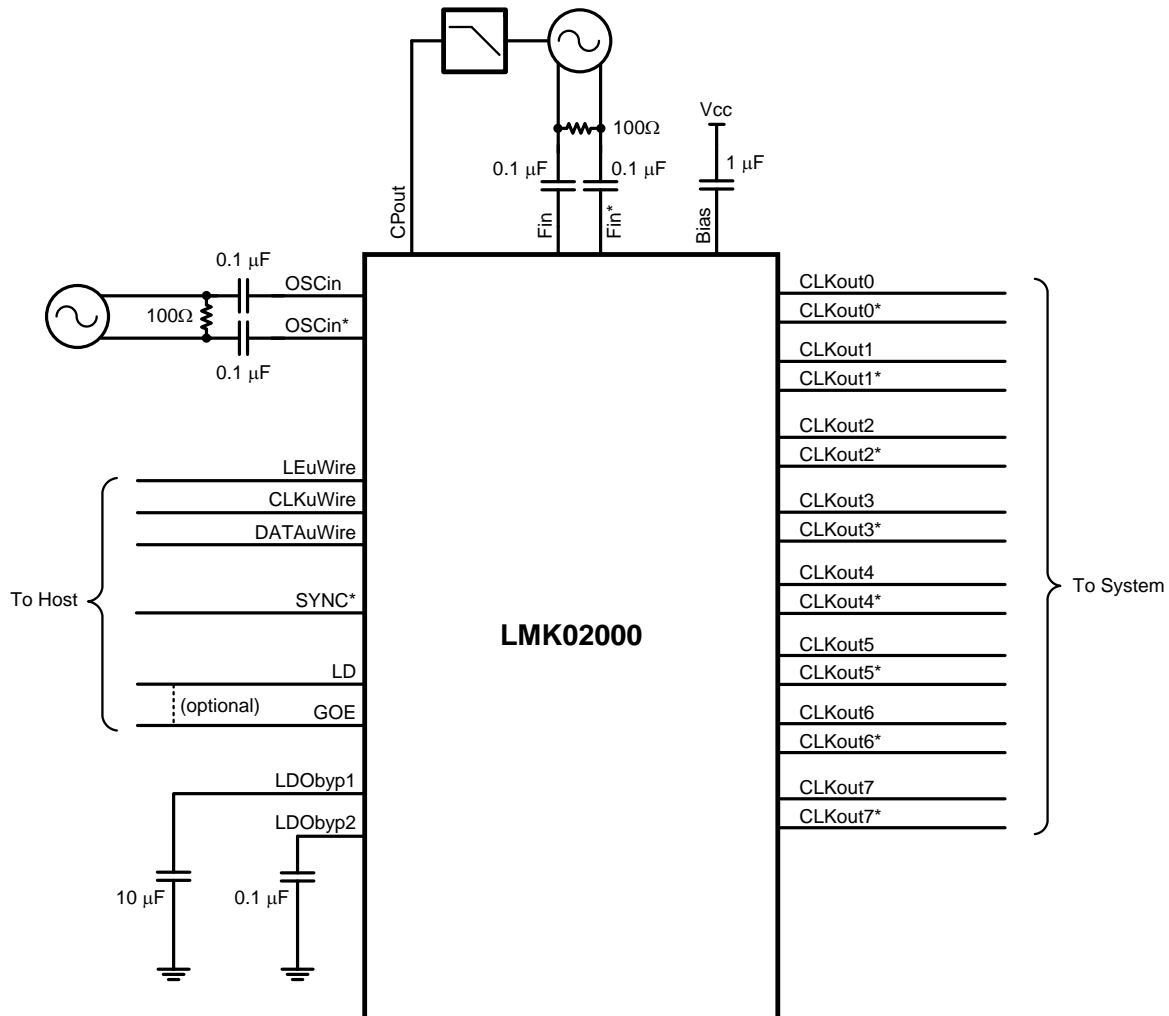 Vcc
100Ω
0.1 μF
0.1 μF
1 μF
CPout
Fin
Fin*
Bias
0.1 μF
OSCin
100Ω
OSCin*
0.1 μF
LEuWire
CLKuWire
DATAuWire
To Host
SYNC*
LD
(optional)
GOE
LDObyp1
LDObyp2
10 μF
0.1 μF
LMK02000
CLKout0
CLKout0*
CLKout1
CLKout1*
CLKout2
CLKout2*
CLKout3
CLKout3*
CLKout4
CLKout4*
To System
CLKout5
CLKout5*
CLKout6
CLKout6*
CLKout7
CLKout7*